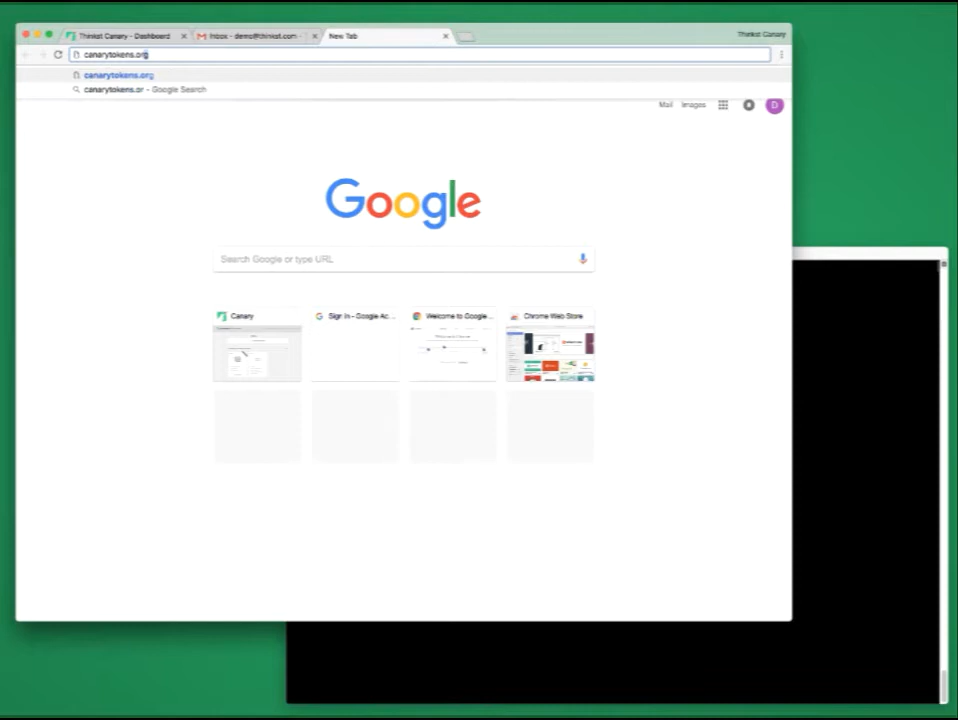 Thinkst Canary - Dashboard
Inbox - demo@thinkst.com -
New Tab
Thinkst Canary
canarytokens.org
canarytokens.org
canarytokens.or - Google Search
Mail Images
D
Google
Search Google or type URL
Canary
Sign in - Google Ac...
Welcome to Google...
Chrome Web Store